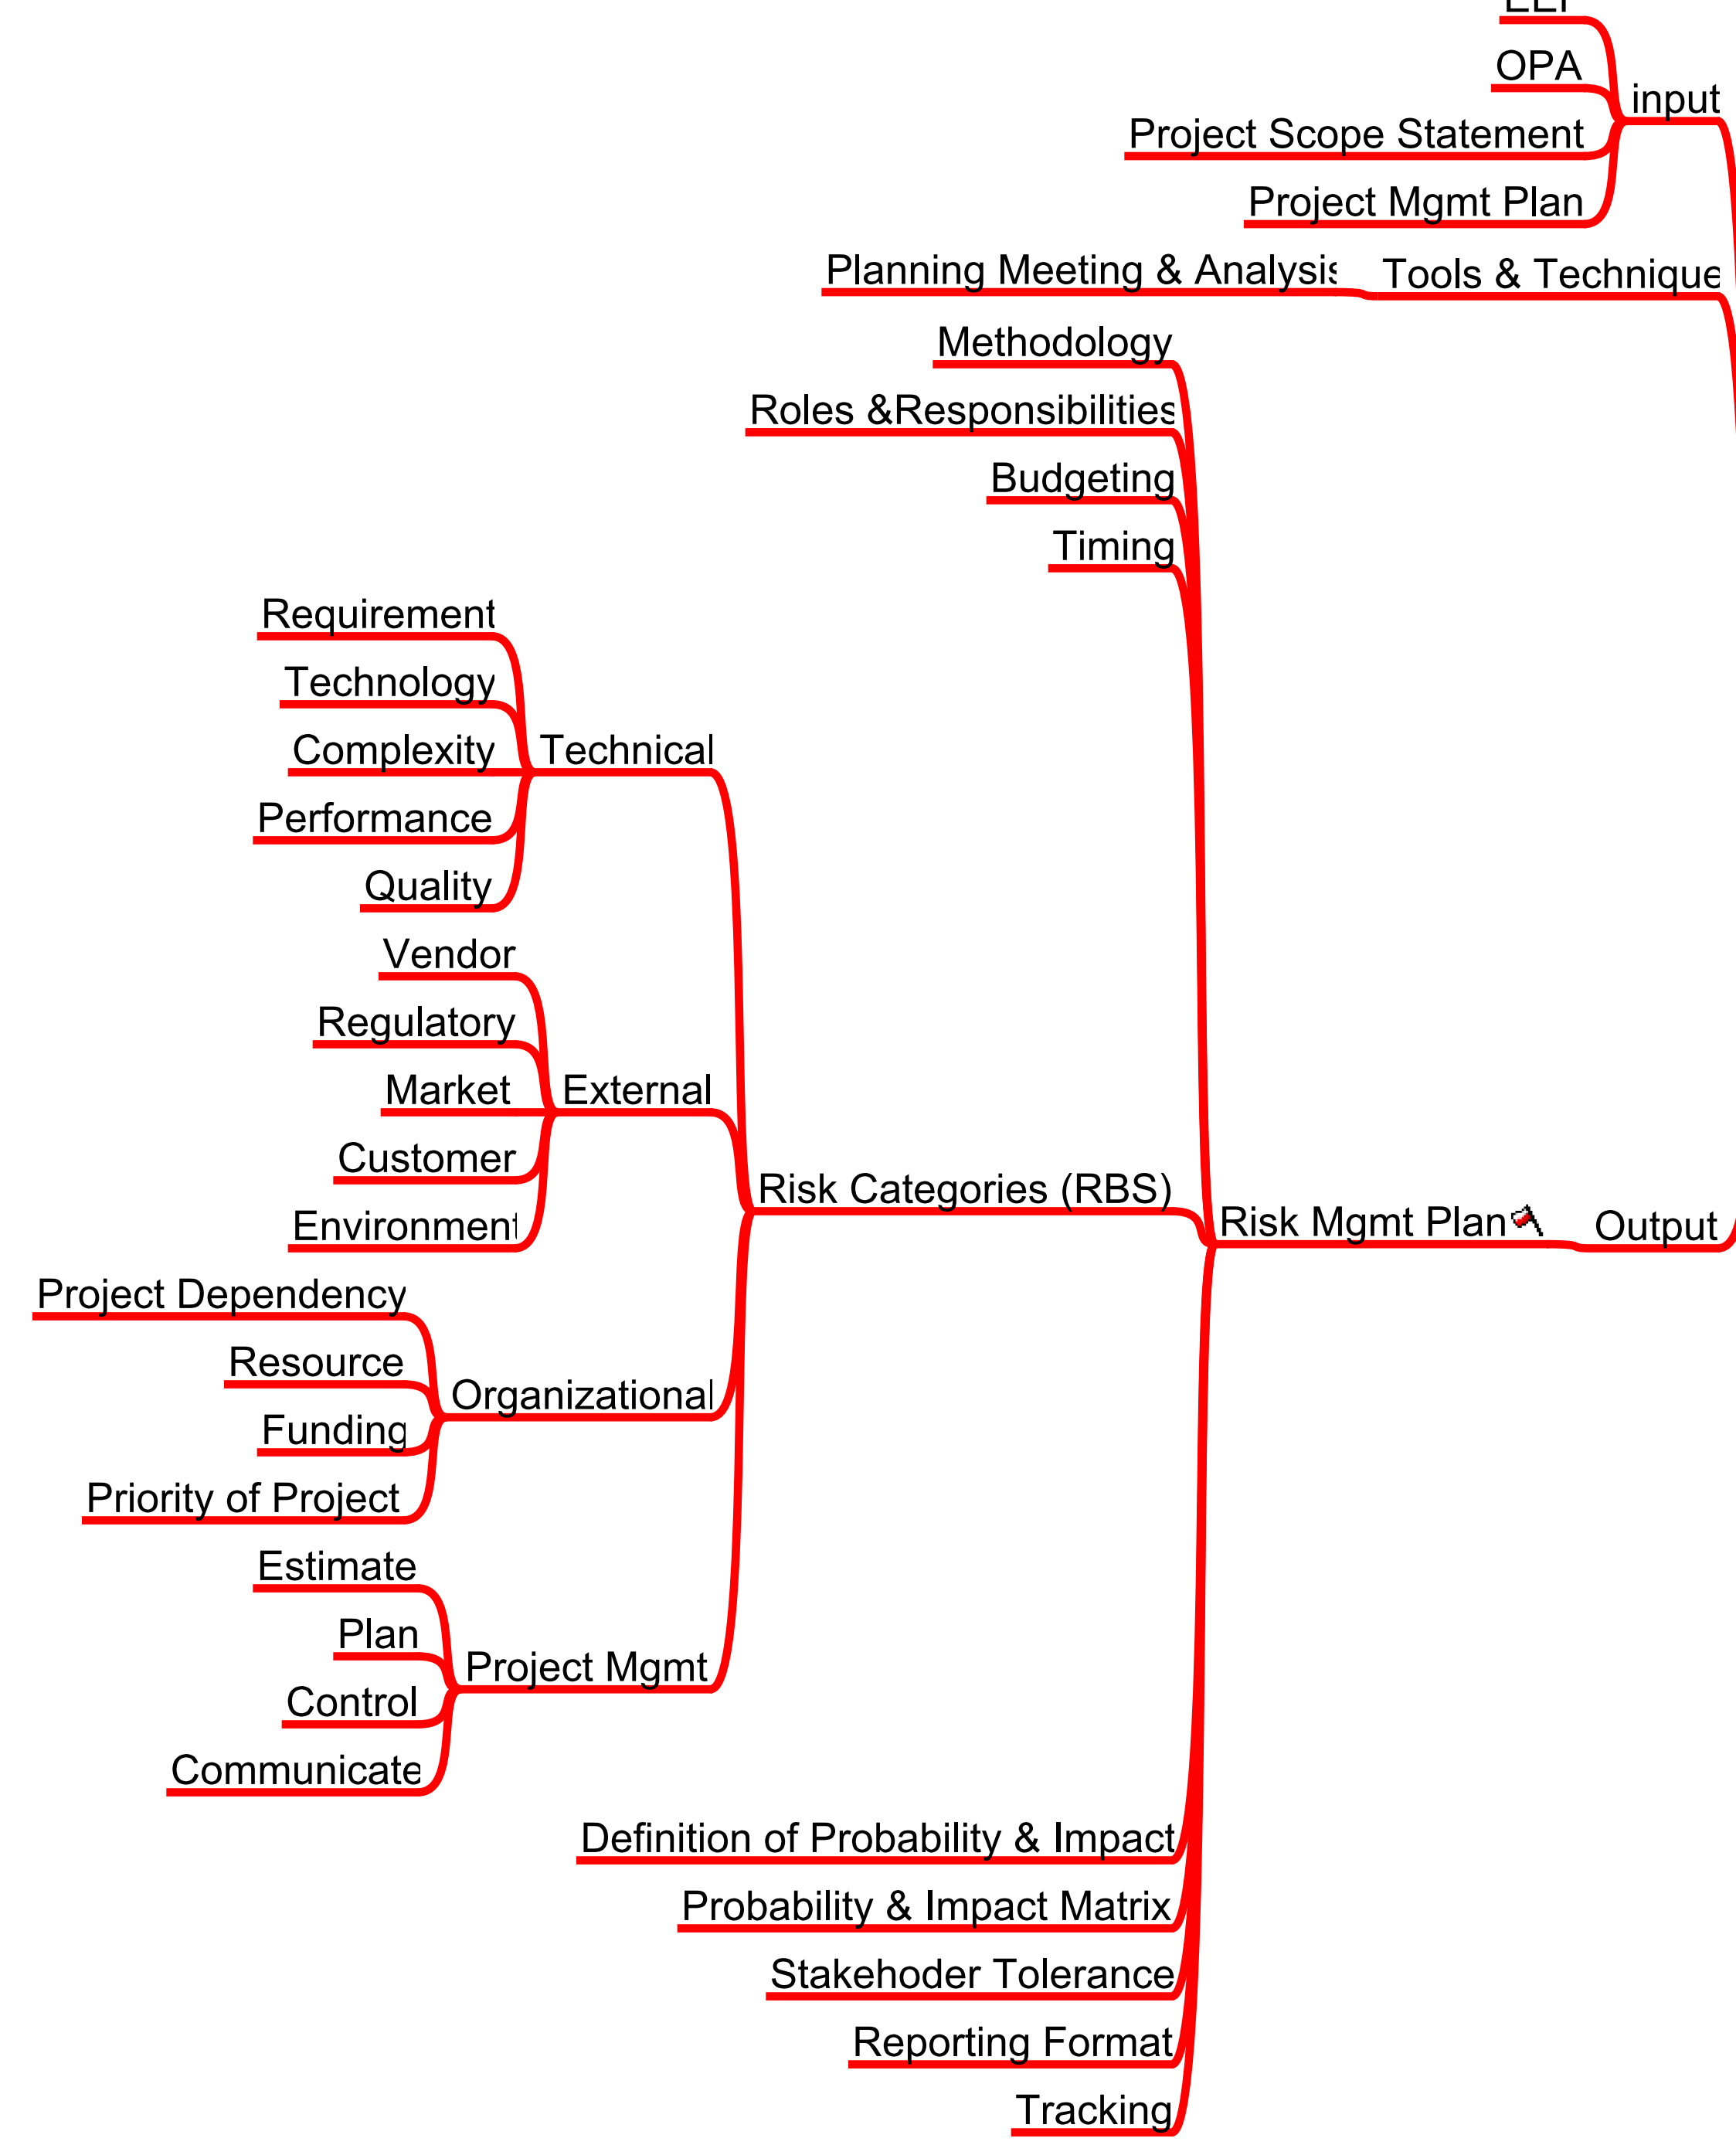 OPA
input
Project Scope Statement
Project Mgmt Plan
Planning Meeting & Analysis
Tools & Technique
Methodology
Roles &Responsibilities
Budgeting
Timing
Requirement
Technology
Complexity
Technical
Performance
Quality
Vendor
Regulatory
Market
External
Customer
Environment
Risk Categories (RBS)
Risk Mgmt Plan
Output
Project Dependency
Resource
Organizational
Funding
Priority of Project
Estimate
Plan
Project Mgmt
Control
Communicate
Definition of Probability & Impact
Probability & Impact Matrix
Stakehoder Tolerance
Reporting Format
Tracking